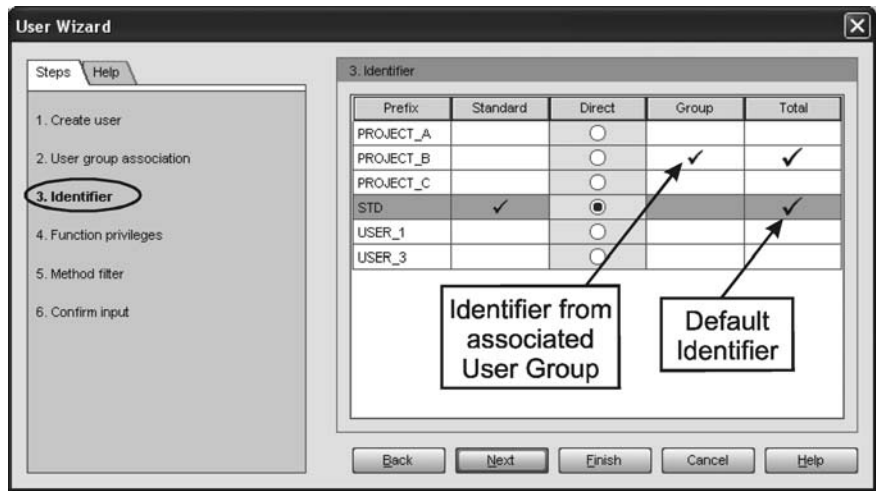 User Wizard
Steps Help
1. Create user
2. User group association
3. Identifier
4. Function privileges
5. Method filter
6. Confirm input
3. Identifier
Prefix Standard Direct Group Total
PROJECT_A
PROJECT_B ✓ ✓
PROJECT_C
STD ✓ ✓
USER_1
USER_3
Identifier from
associated
User Group
Default
Identifier
Back Next Finish Cancel Help